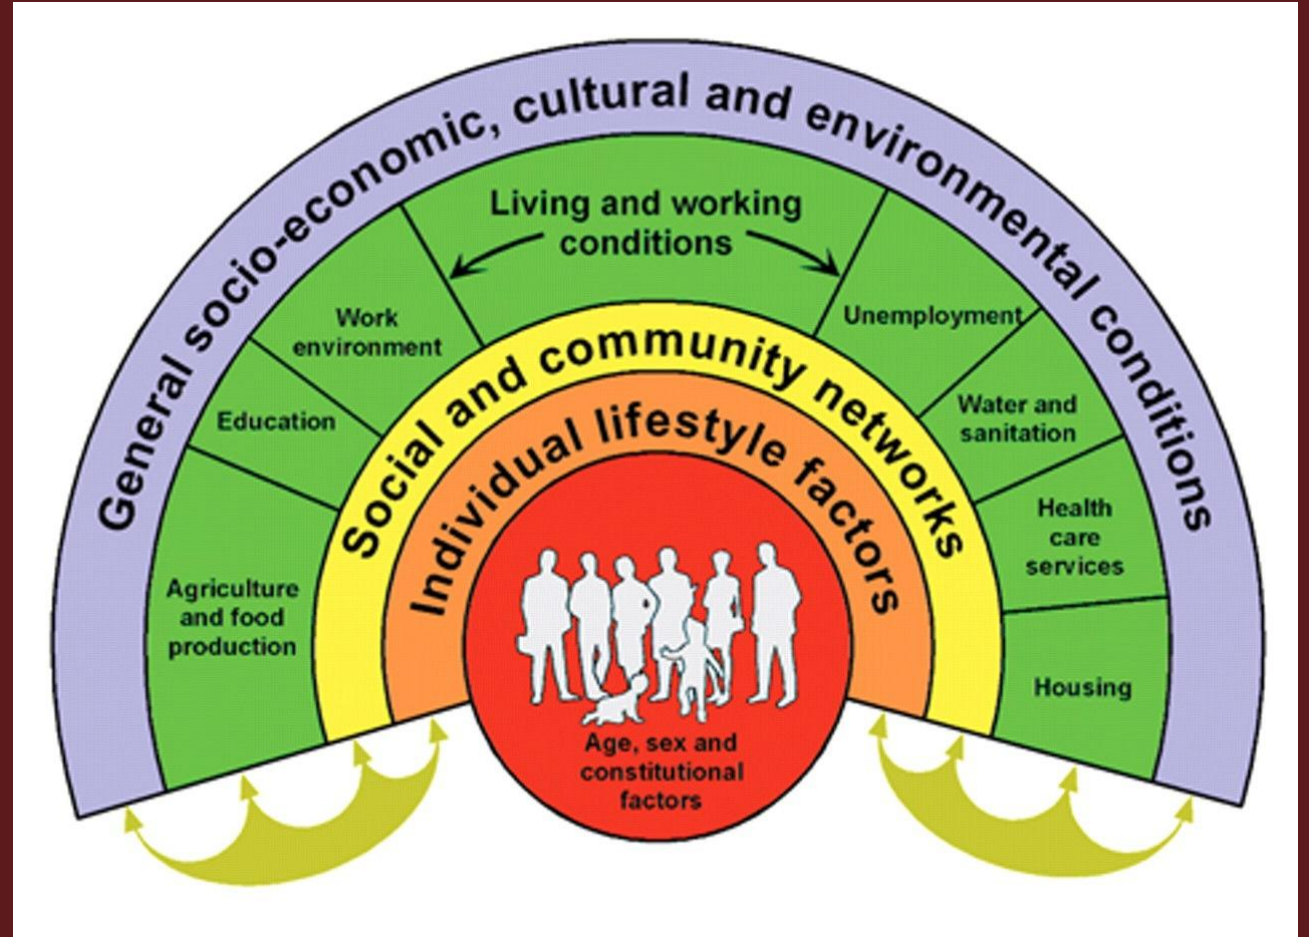 General socio-economic, cultural and environmental conditions
Living and working
conditions
Work
environment
Unemployment
Education
Water and
sanitation
Agriculture
and food
production
Health
care
services
Housing
Social and community networks
Individual lifestyle factors
Age, sex and
constitutional
factors